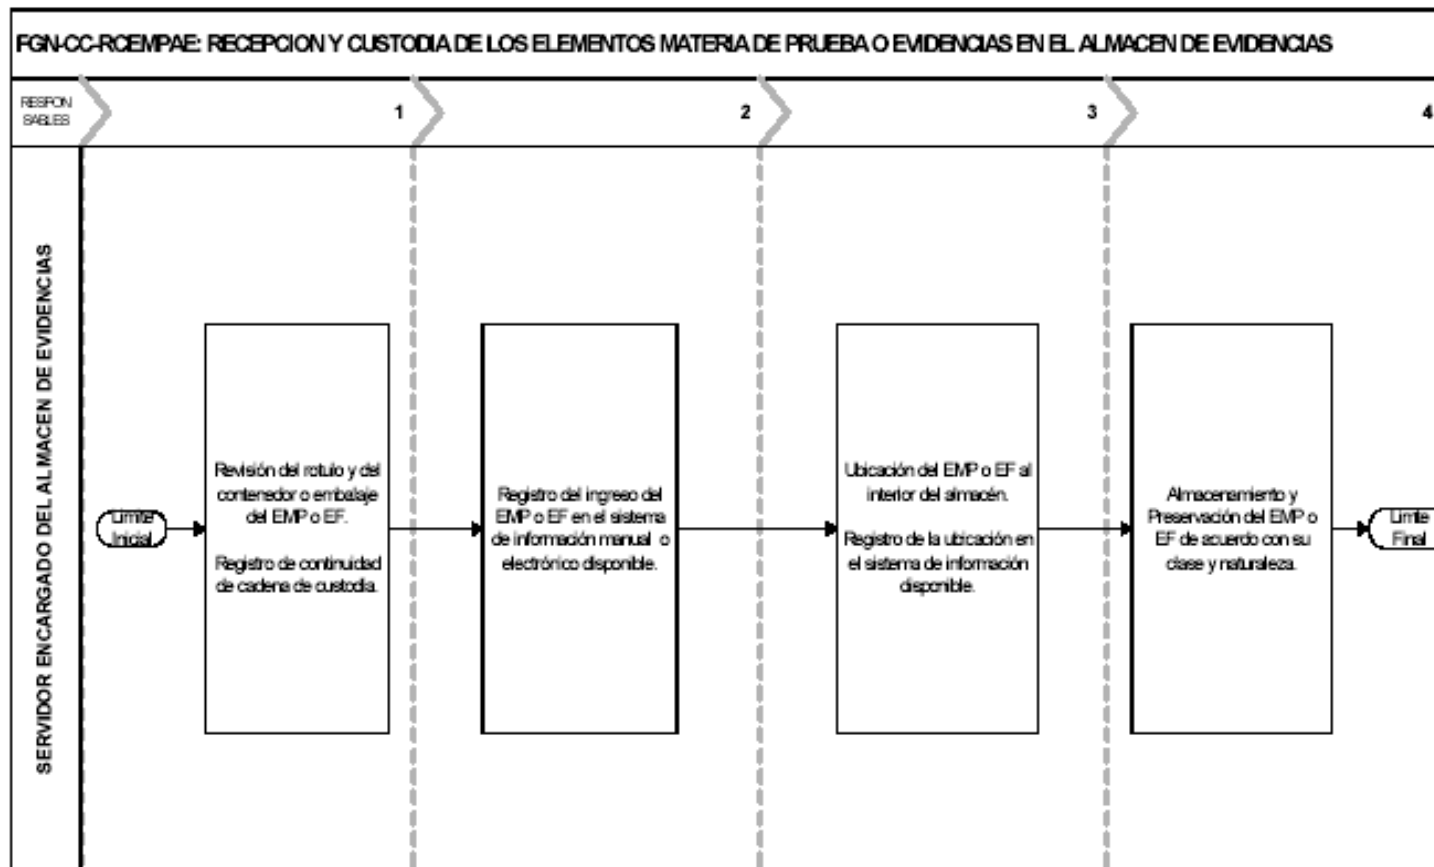 FGN-CC-RCEMPAE: RECEPCION Y CUSTODIA DE LOS ELEMENTOS MATERIA DE PRUEBA O EVIDENCIAS EN EL ALMACEN DE EVIDENCIAS
RESPON
SABLES
1
2
3
4
SERVIDOR ENCARGADO DEL ALMACEN DE EVIDENCIAS
Limite
Inicial
Revisión del rotulo y del
contenedor o embalaje
del EMP o EF.
Registro de continuidad
de cadena de custodia.
Registro del ingreso del
EMP o EF en el sistema
de información manual o
electrónico disponible.
Ubicación del EMP o EF al
interior del almacén.
Registro de la ubicación en
el sistema de información
disponible.
Almacenamiento y
Preservación del EMP o
EF de acuerdo con su
clase y naturaleza.
Limite
Final